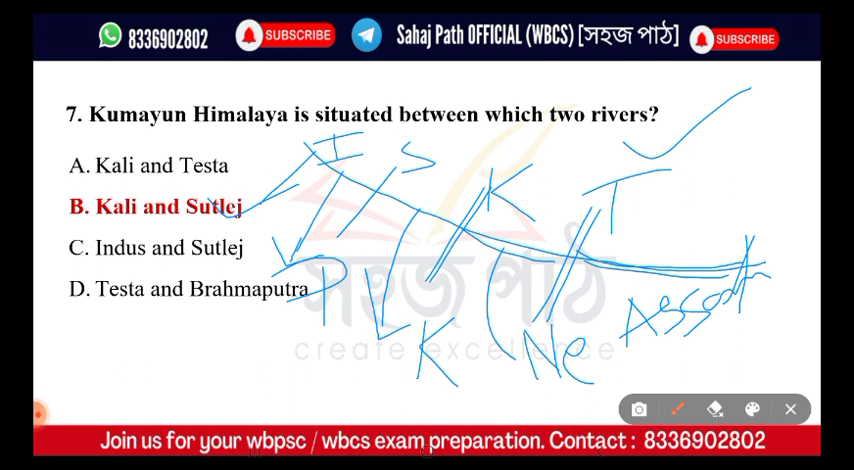 8336902802 SUBSCRIBE Sahaj Path OFFICIAL (WBCS) [সহজ পাঠ] SUBSCRIBE
7. Kumayun Himalaya is situated between which two rivers?
A. Kali and Testa
B. Kali and Sutlej
C. Indus and Sutlej
D. Testa and Brahmaputra
I S K T
P K Ne
সহজ পাঠ
create excellence
Join us for your wbpsc / wbcs exam preparation. Contact : 8336902802